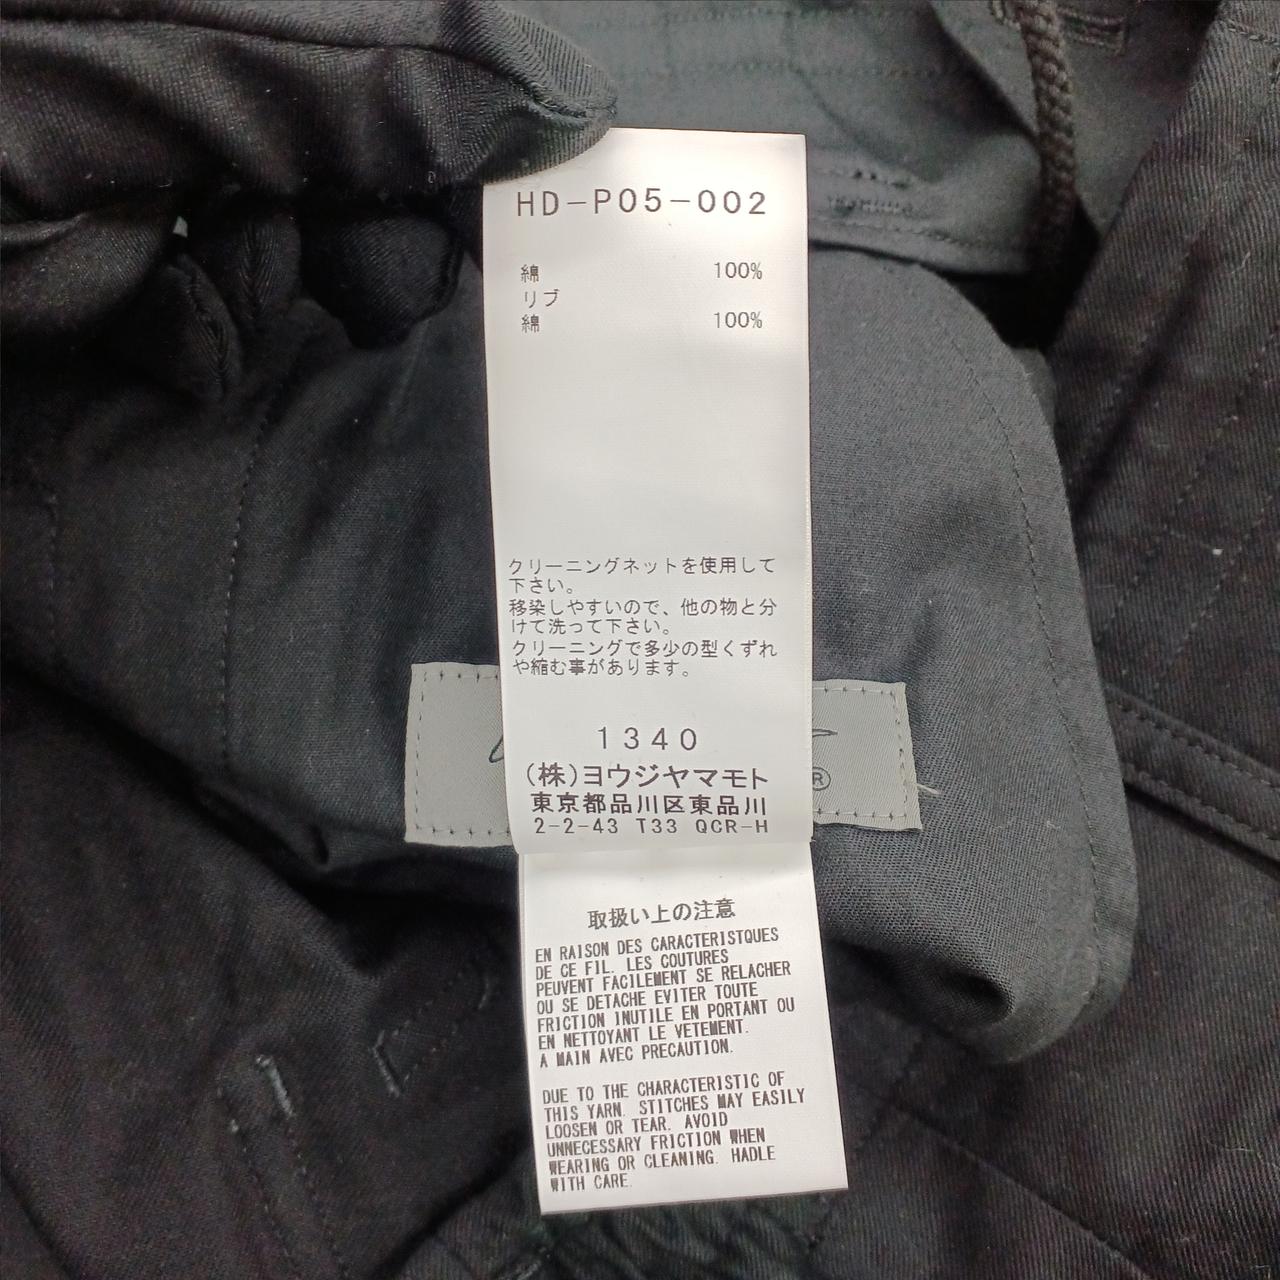 HD-P05-002
綿 100%
リブ
綿 100%
クリーニングネットを使用して
下さい。
移染しやすいので、他の物と分
けて洗って下さい。
クリーニングで多少の型くずれ
や縮む事があります。
1340
(株)ヨウジヤマモト
®
東京都品川区東品川
2-2-43 T33 QCR-H
取扱い上の注意
EN RAISON DES CARACTERISTQUES
DE CE FIL. LES COUTURES
PEUVENT FACILEMENT SE RELACHER
OU SE DETACHE EVITER TOUTE
FRICTION INUTILE EN PORTANT OU
EN NETTOYANT LE VETEMENT.
A MAIN AVEC PRECAUTION.
DUE TO THE CHARACTERISTIC OF
THIS YARN. STITCHES MAY EASILY
LOOSEN OR TEAR. AVOID
UNNECESSARY FRICTION WHEN
WEARING OR CLEANING. HADLE
WITH CARE.